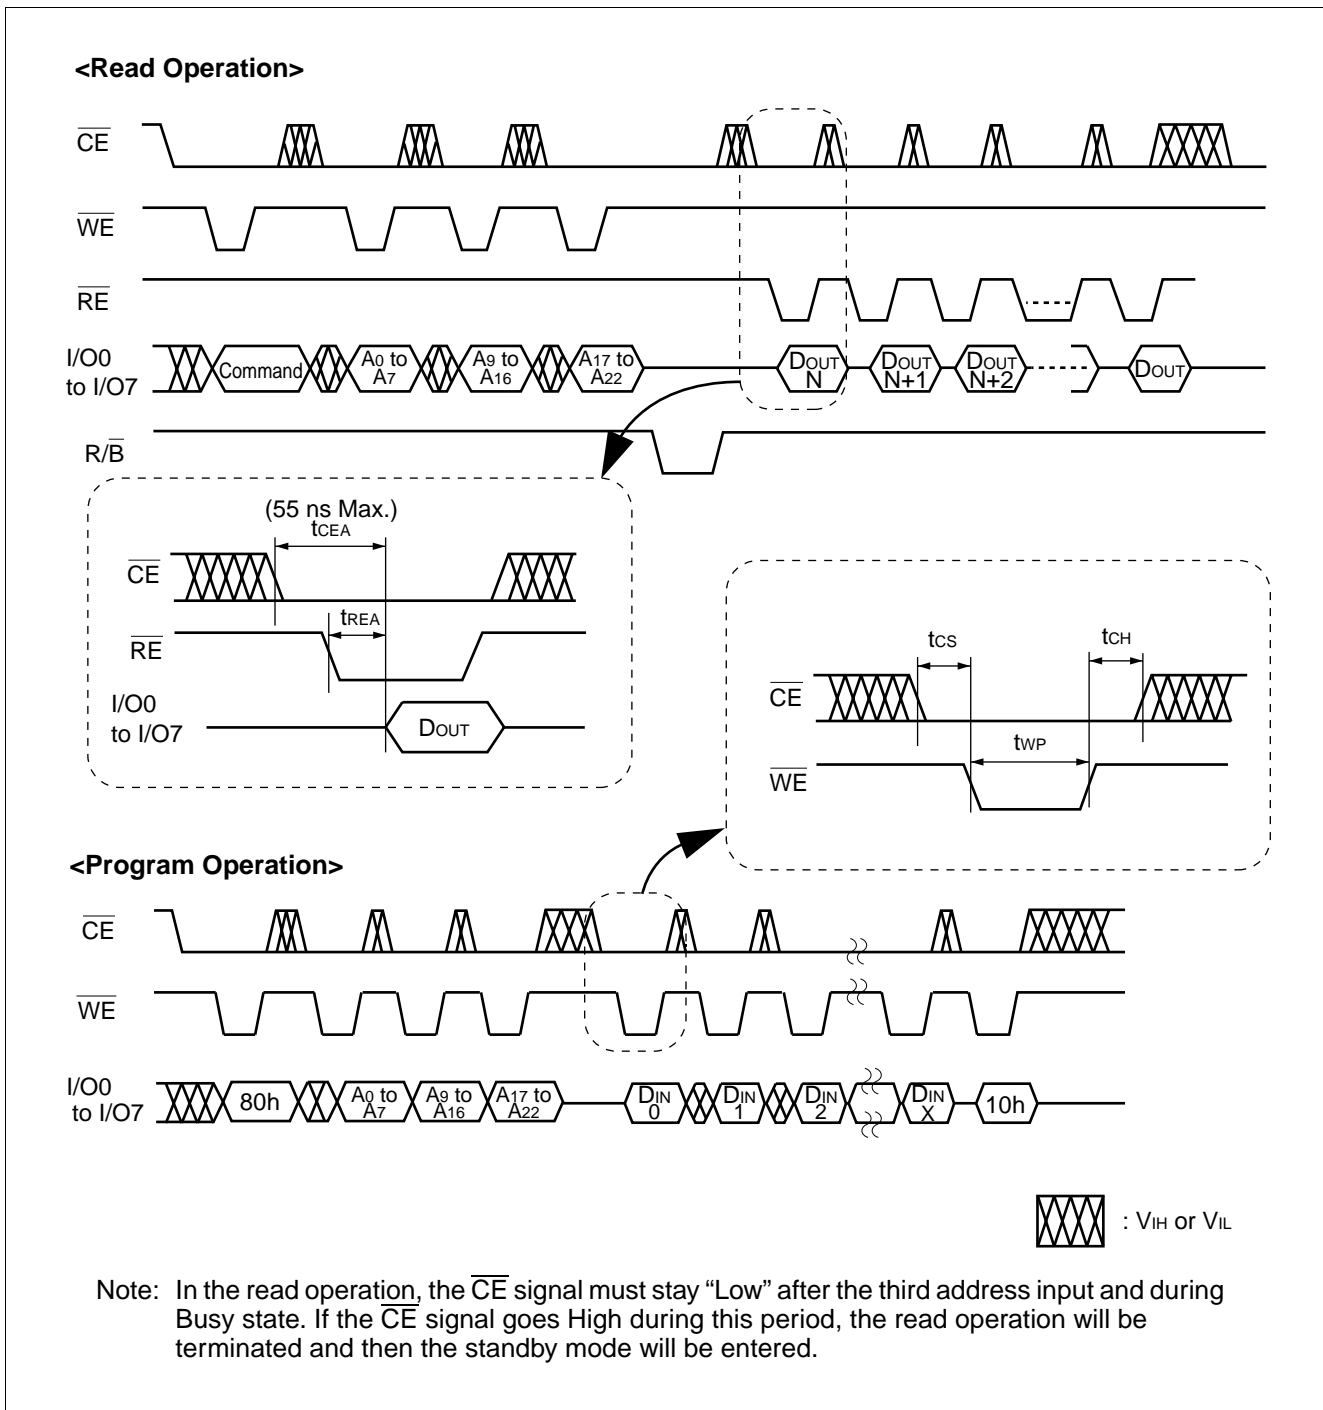 <Read Operation>
CE
WE
RE
I/O0
to I/O7
Command
A0 to
A7
A9 to
A16
A17 to
A22
DOUT
N
DOUT
N+1
DOUT
N+2
DOUT
R/B
(55 ns Max.)
tCEA
CE
tREA
RE
I/O0
to I/O7
DOUT
tCS
tCH
CE
tWP
WE
<Program Operation>
CE
WE
I/O0
to I/O7
80h
A0 to
A7
A9 to
A16
A17 to
A22
DIN
0
DIN
1
DIN
2
DIN
X
10h
: VIH or VIL
Note: In the read operation, the CE signal must stay “Low” after the third address input and during
Busy state. If the CE signal goes High during this period, the read operation will be
terminated and then the standby mode will be entered.